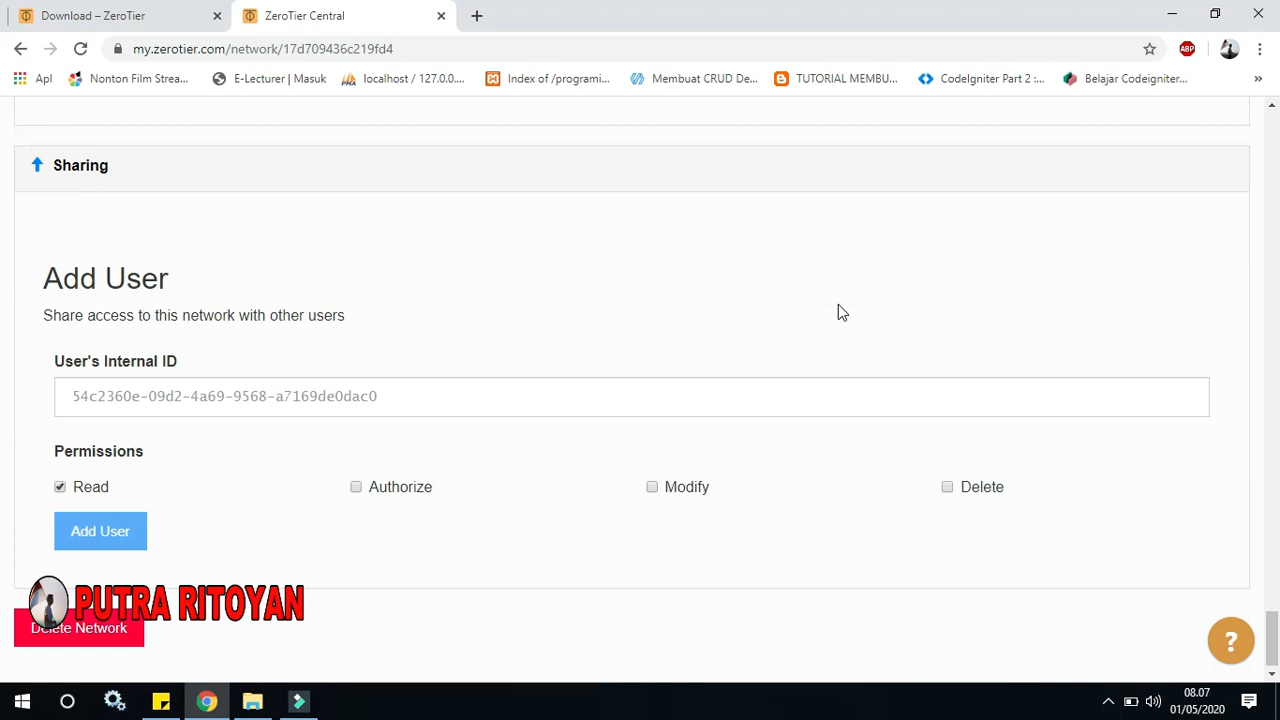 Download – ZeroTier
ZeroTier Central
my.zerotier.com/network/17d709436c219fd4
ABP
Apl
Nonton Film Strea...
E-Lecturer | Masuk
localhost / 127.0.0....
Index of /programi...
Membuat CRUD De...
TUTORIAL MEMBU...
CodeIgniter Part 2 :...
Belajar Codeigniter...
»
Sharing
Add User
Share access to this network with other users
User's Internal ID
54c2360e-09d2-4a69-9568-a7169de0dac0
Permissions
Read
Authorize
Modify
Delete
Add User
PUTRA RITOYAN
Delete Network
?
08.07
01/05/2020